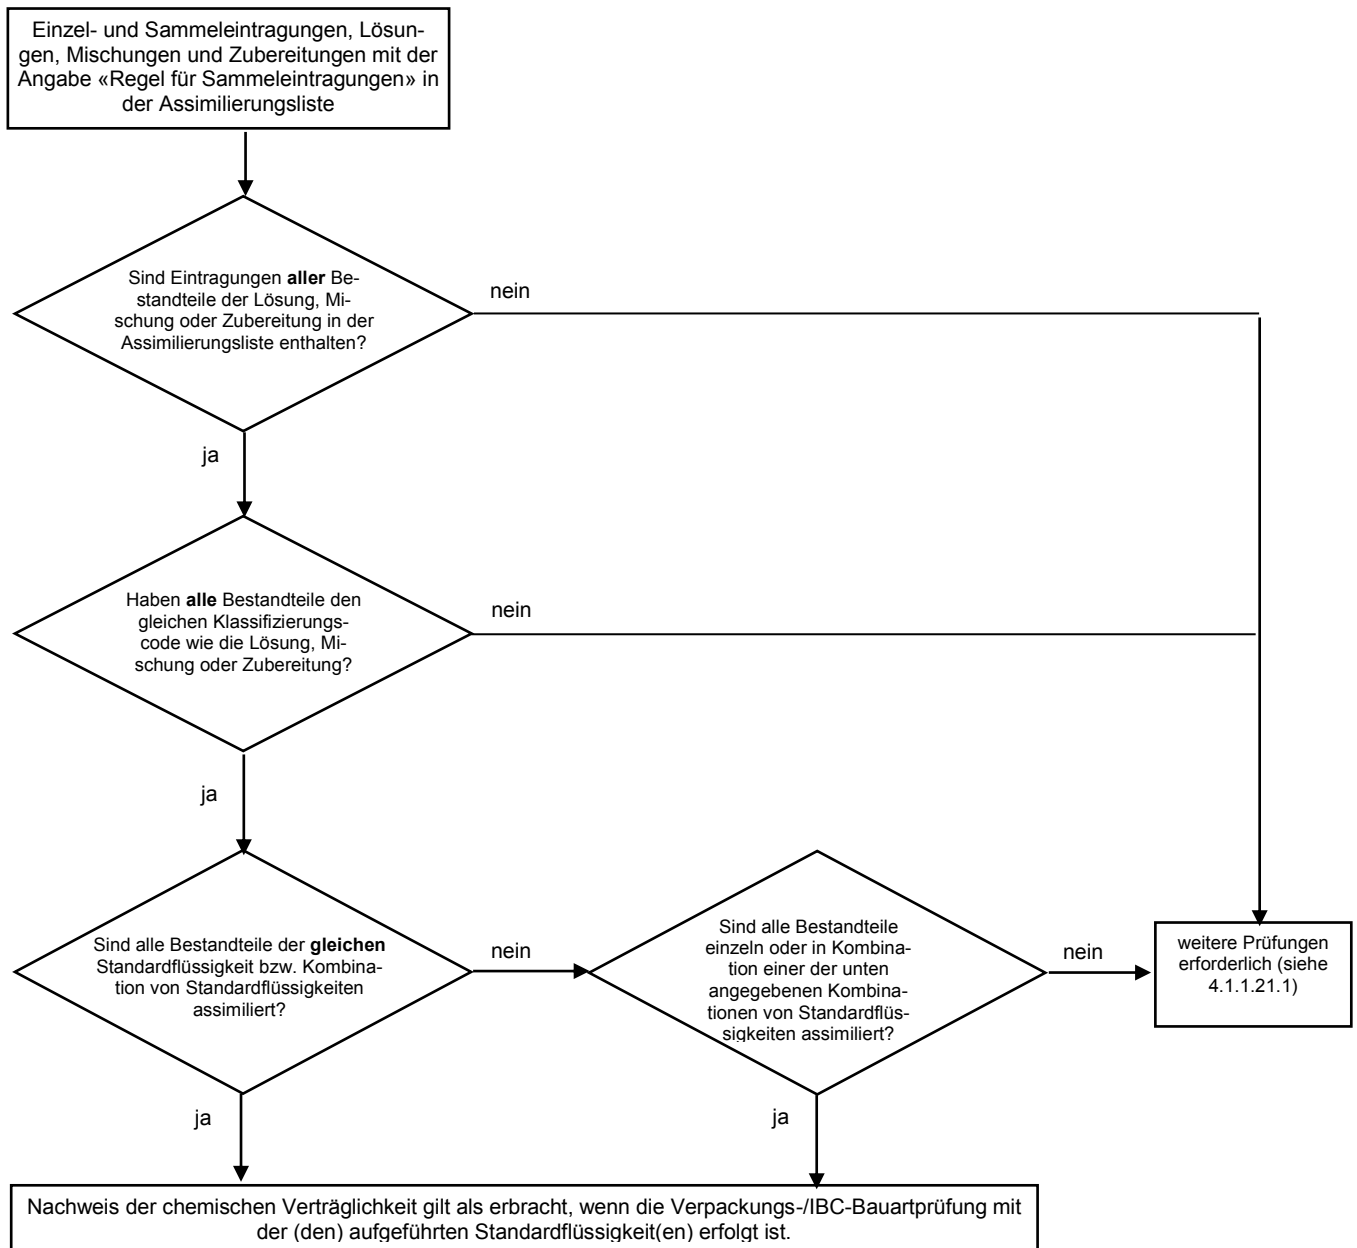 Einzel- und Sammeleintragungen, Lösun-
gen, Mischungen und Zubereitungen mit der
Angabe «Regel für Sammeleintragungen» in
der Assimilierungsliste
Sind Eintragungen aller Be-
standteile der Lösung, Mi-
schung oder Zubereitung in der
Assimilierungsliste enthalten?
nein
ja
Haben alle Bestandteile den
gleichen Klassifizierungs-
code wie die Lösung, Mi-
schung oder Zubereitung?
nein
ja
Sind alle Bestandteile der gleichen
Standardflüssigkeit bzw. Kombina-
tion von Standardflüssigkeiten
assimiliert?
nein
Sind alle Bestandteile
einzeln oder in Kombina-
tion einer der unten
angegebenen Kombina-
tionen von Standardflüs-
sigkeiten assimiliert?
nein
weitere Prüfungen
erforderlich (siehe
4.1.1.21.1)
ja
ja
Nachweis der chemischen Verträglichkeit gilt als erbracht, wenn die Verpackungs-/IBC-Bauartprüfung mit
der (den) aufgeführten Standardflüssigkeit(en) erfolgt ist.